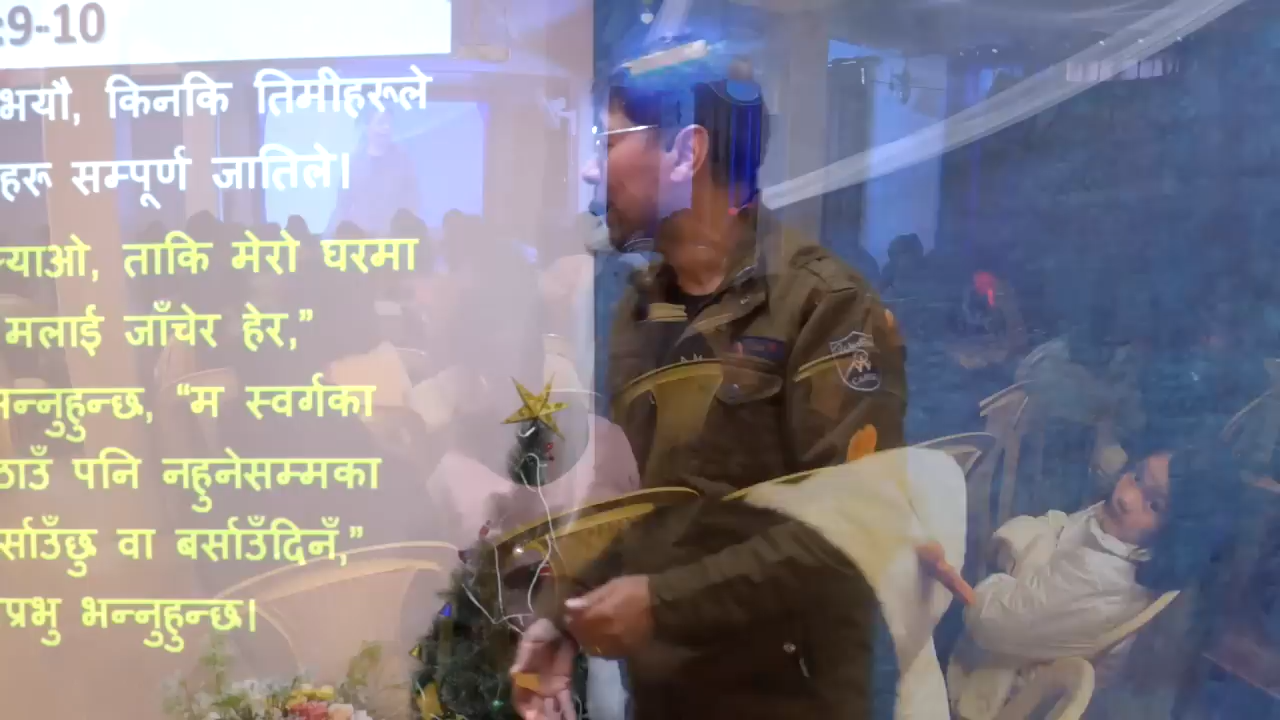 :9-10
भयौ, किनकि तिमीहरूले
हरू सम्पूर्ण जातिले।
ल्याओ, ताकि मेरो घरमा
मलाई जाँचेर हेर,”
भन्नुहुन्छ, “म स्वर्गका
ठाउँ पनि नहुनेसम्मका
र्साउँछु वा बर्साउँदिनँ,”
प्रभु भन्नुहुन्छ।